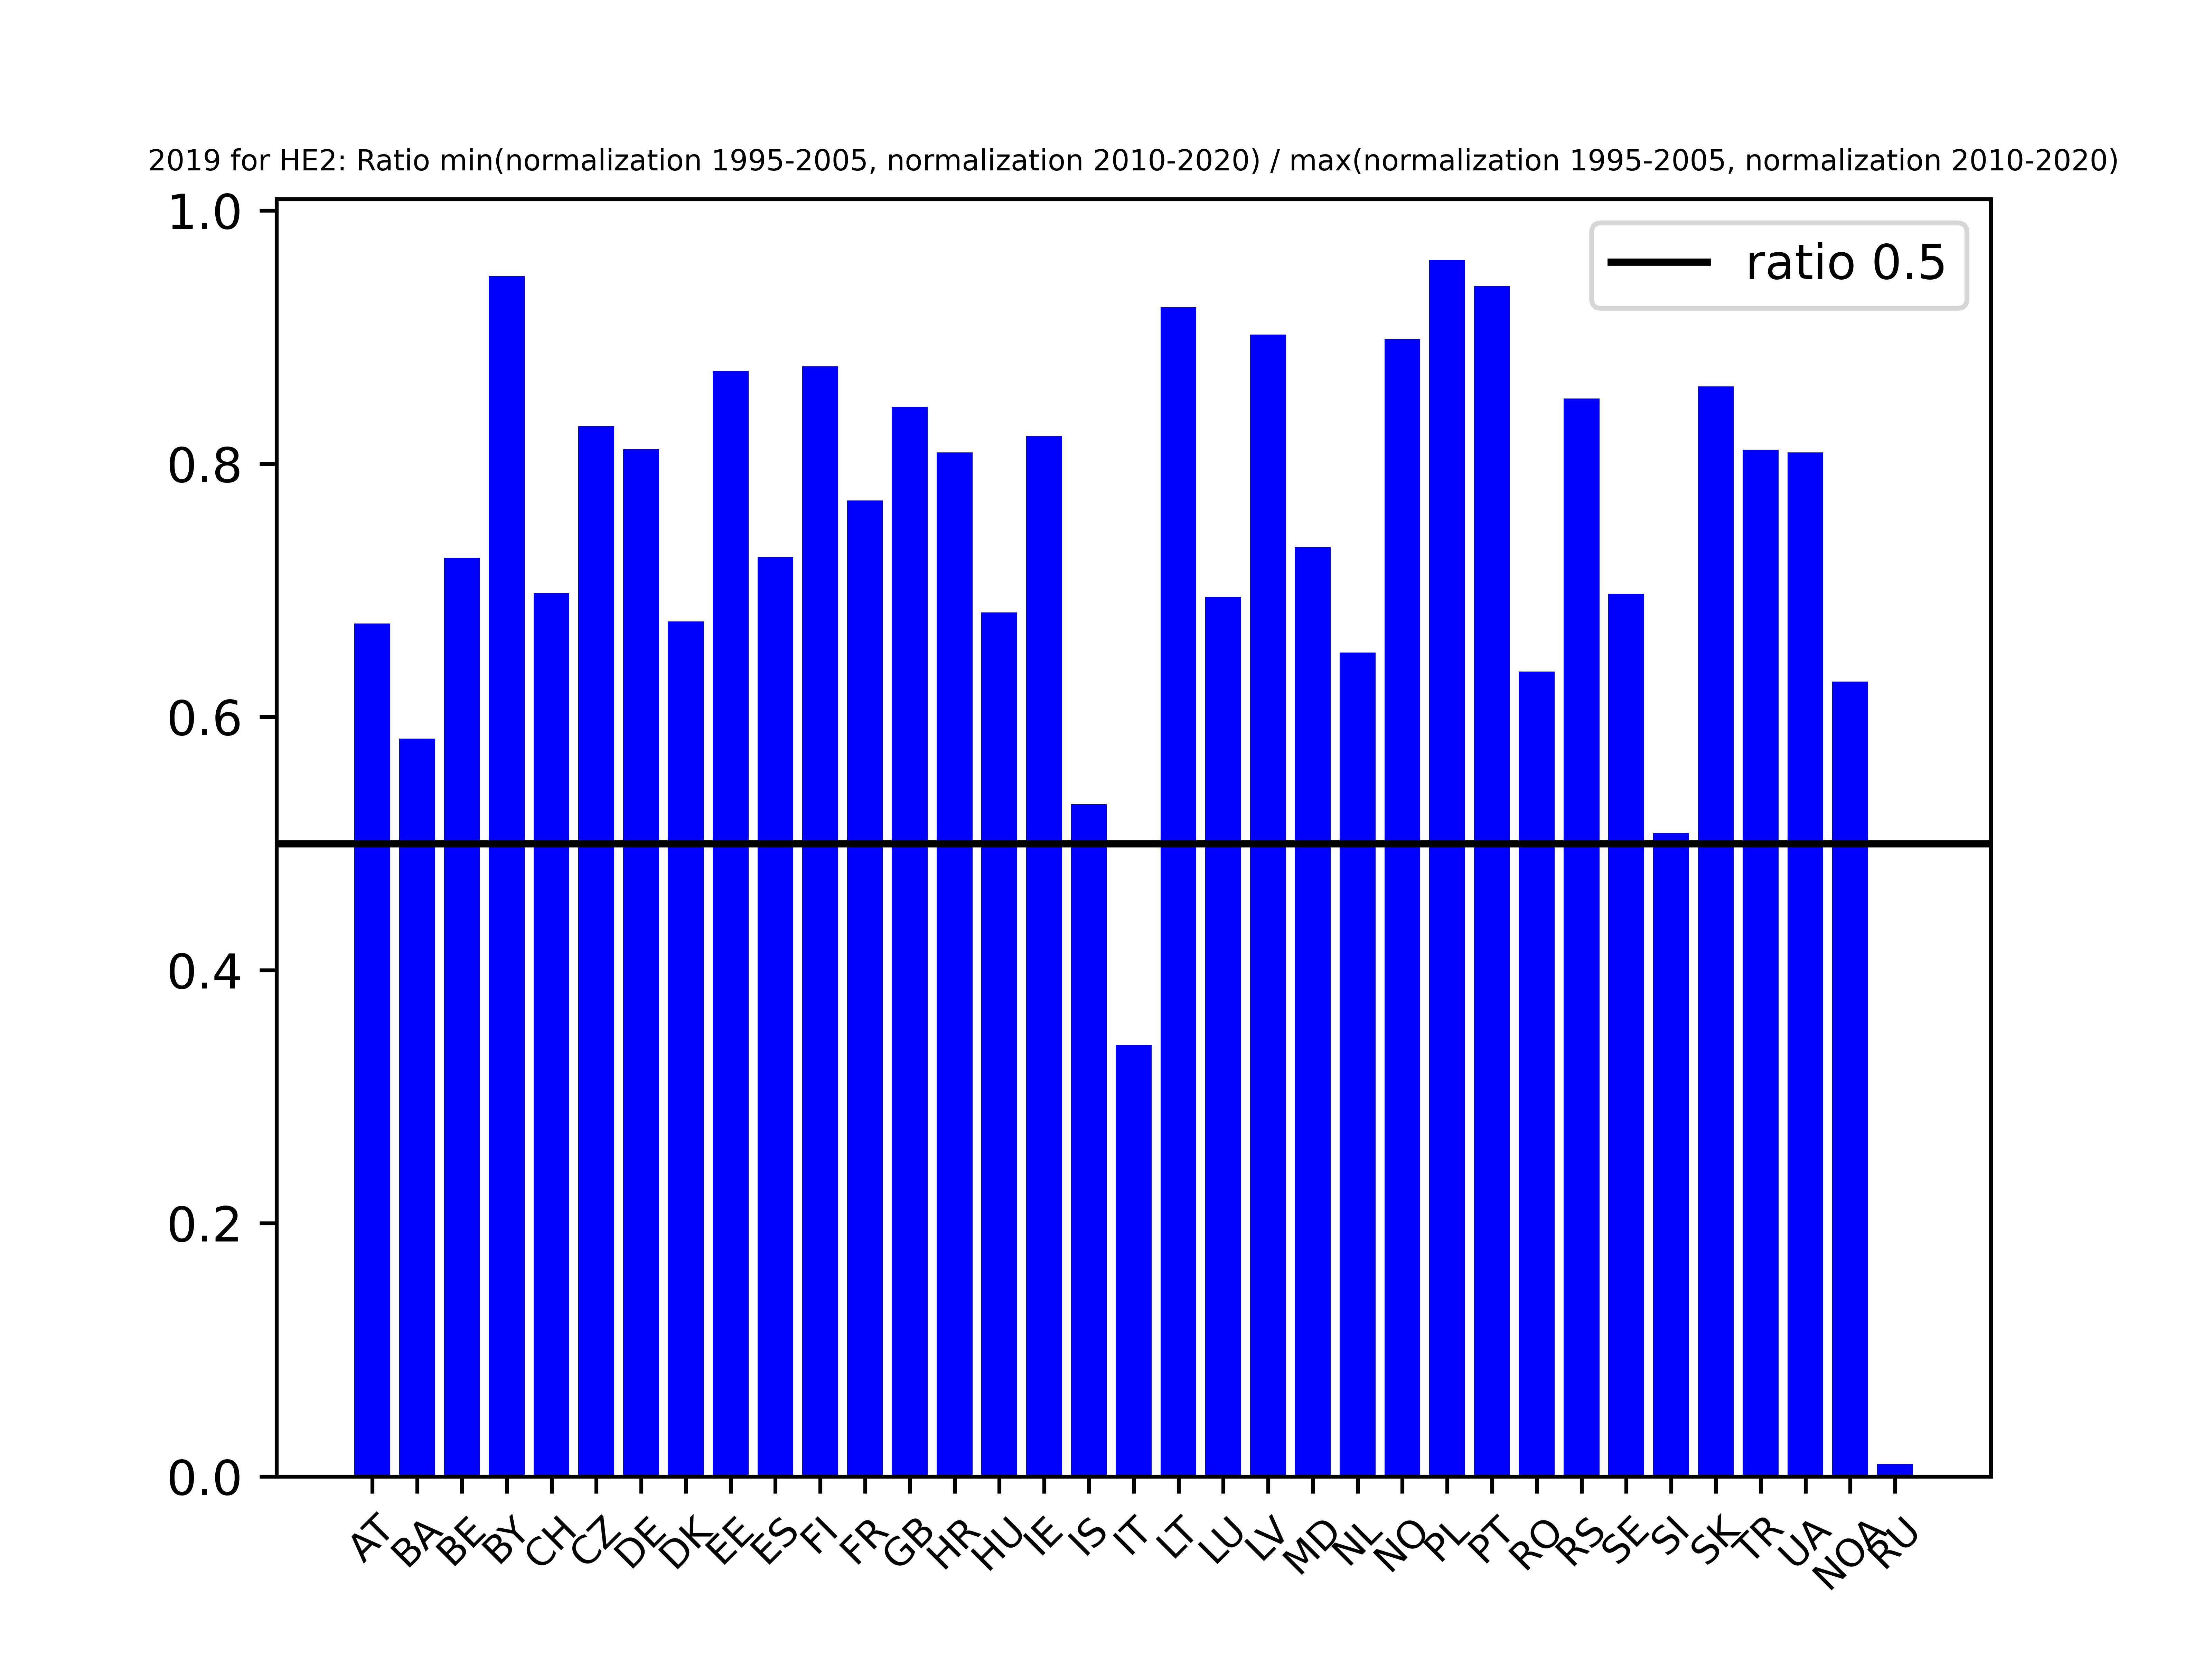 2019 for HE2: Ratio min(normalization 1995-2005, normalization 2010-2020) / max(normalization 1995-2005, normalization 2010-2020)
ratio 0.5
1.0
0.8
0.6
0.4
0.2
0.0
AT BA BE BY CH CZ DE DK EE ES FI FR GB HR HU IE IS IT LT LU LV MD NL NO PL PT RO RS SE SI SK TR UA NOA RU